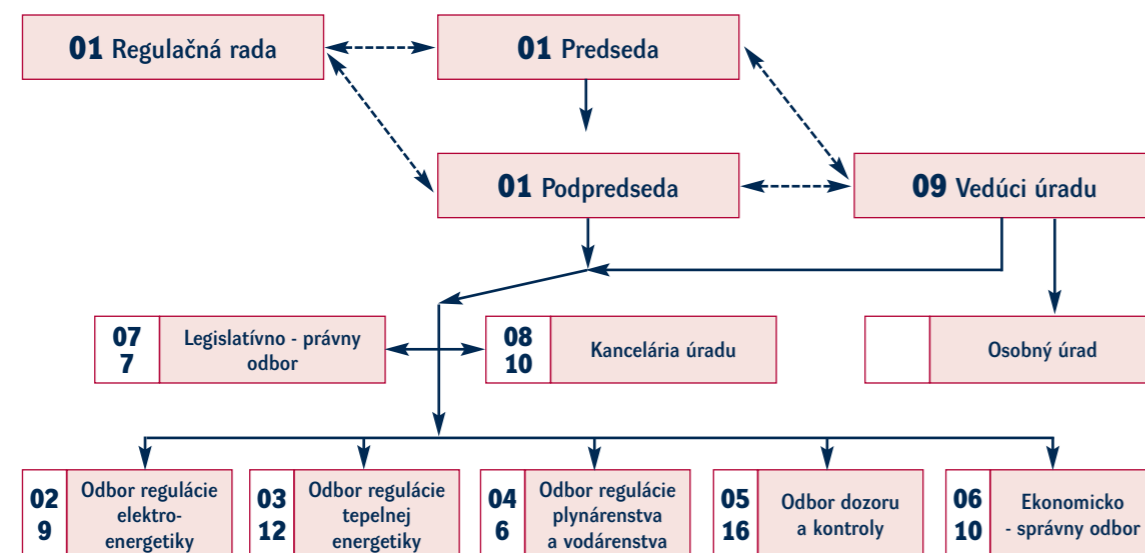 01 Regulačná rada
01 Predseda
01 Podpredseda
09 Vedúci úradu
07
7
Legislatívno - právny
odbor
08
10
Kancelária úradu
Osobný úrad
02
9
Odbor regulácie
elektro-
energetiky
03
12
Odbor regulácie
tepelnej
energetiky
04
6
Odbor regulácie
plynárenstva
a vodárenstva
05
16
Odbor dozoru
a kontroly
06
10
Ekonomicko
- správny odbor